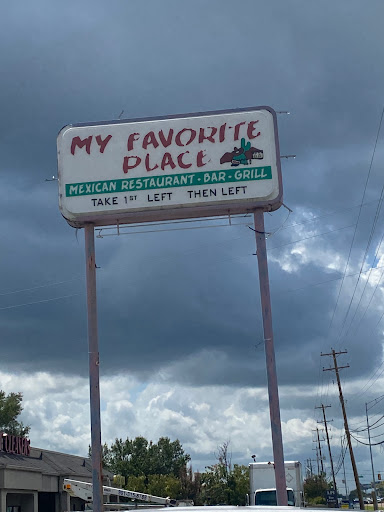 MY FAVORITE
PLACE
MEXICAN RESTAURANT · BAR · GRILL
TAKE 1ST LEFT THEN LEFT